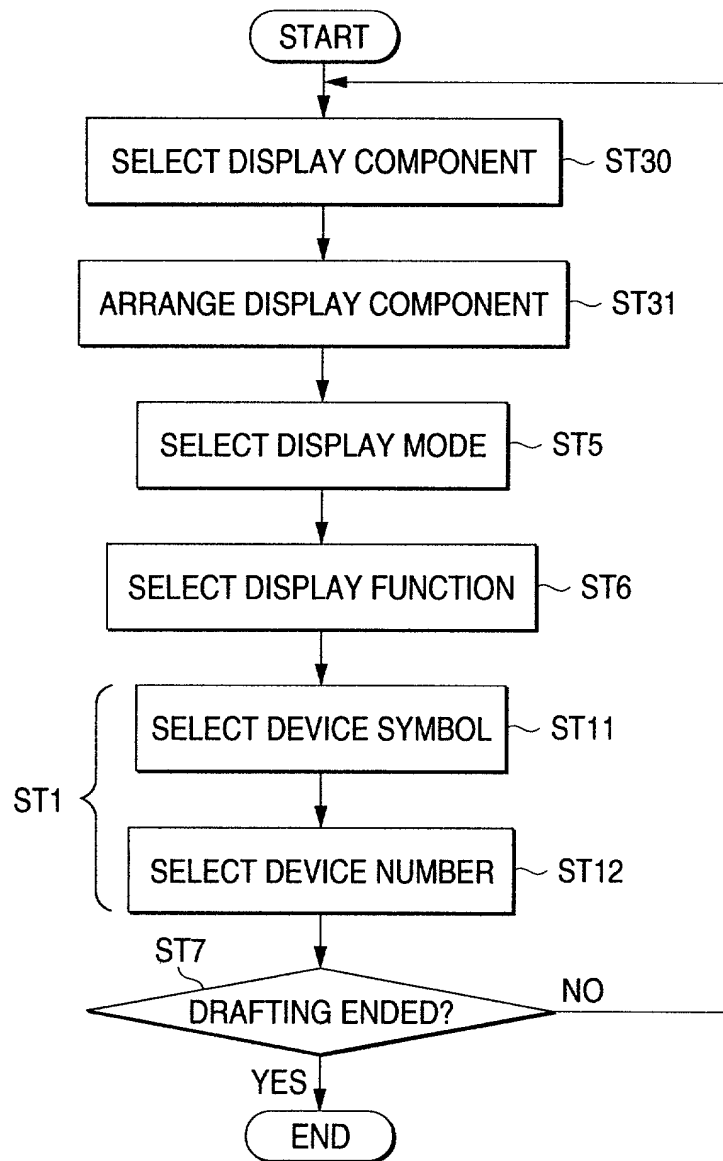 START
SELECT DISPLAY COMPONENT
ST30
ARRANGE DISPLAY COMPONENT
ST31
SELECT DISPLAY MODE
ST5
SELECT DISPLAY FUNCTION
ST6
ST1
SELECT DEVICE SYMBOL
ST11
SELECT DEVICE NUMBER
ST12
ST7
DRAFTING ENDED?
NO
YES
END